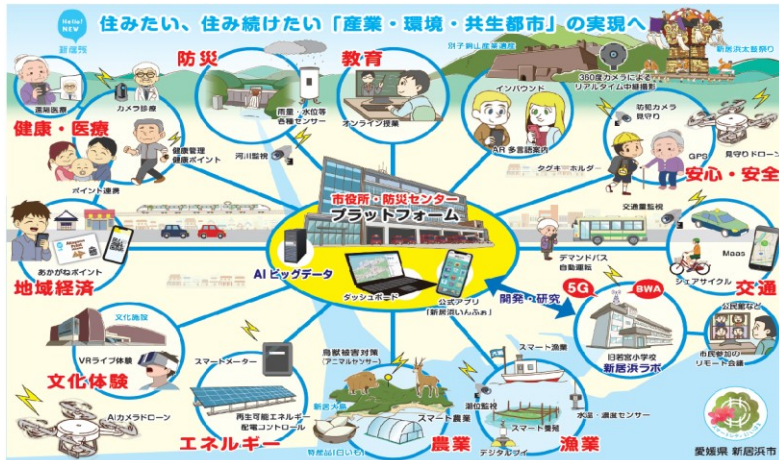 Hello! NEW
新居浜
住みたい、住み続けたい「産業・環境・共生都市」の実現へ
別子銅山産業遺産
新居浜太鼓祭り
防災
教育
インバウンド
360度カメラによる
リアルタイム中継撮影
遠隔医療
カメラ診療
雨量・水位等
各種センサー
オンライン授業
防犯カメラ
見守り
健康・医療
健康管理
健康ポイント
河川監視
AR 多言語案内
タグキーホルダー
GPS
見守りドローン
安心・安全
ポイント連携
市役所・防災センター
プラットフォーム
交通量監視
あかがねポイント
地域経済
AIビッグデータ
ダッシュボード
公式アプリ
「新居浜いんふぉ」
デマンドバス
自動運転
Maas
シェアサイクル
交通
開発・研究
5G
BWA
公民館など
文化施設
VRライブ体験
文化体験
スマートメーター
鳥獣被害対策
(アニマルセンサー)
スマート漁業
旧若宮小学校
新居浜ラボ
市民参加の
リモート会議
AIカメラドローン
再生可能エネルギー
配電コントロール
エネルギー
新居大島
特産品「白いも」
スマート農業
農業
潮位監視
スマート養殖
水温・濃度センサー
デジタルブイ
漁業
愛媛県 新居浜市